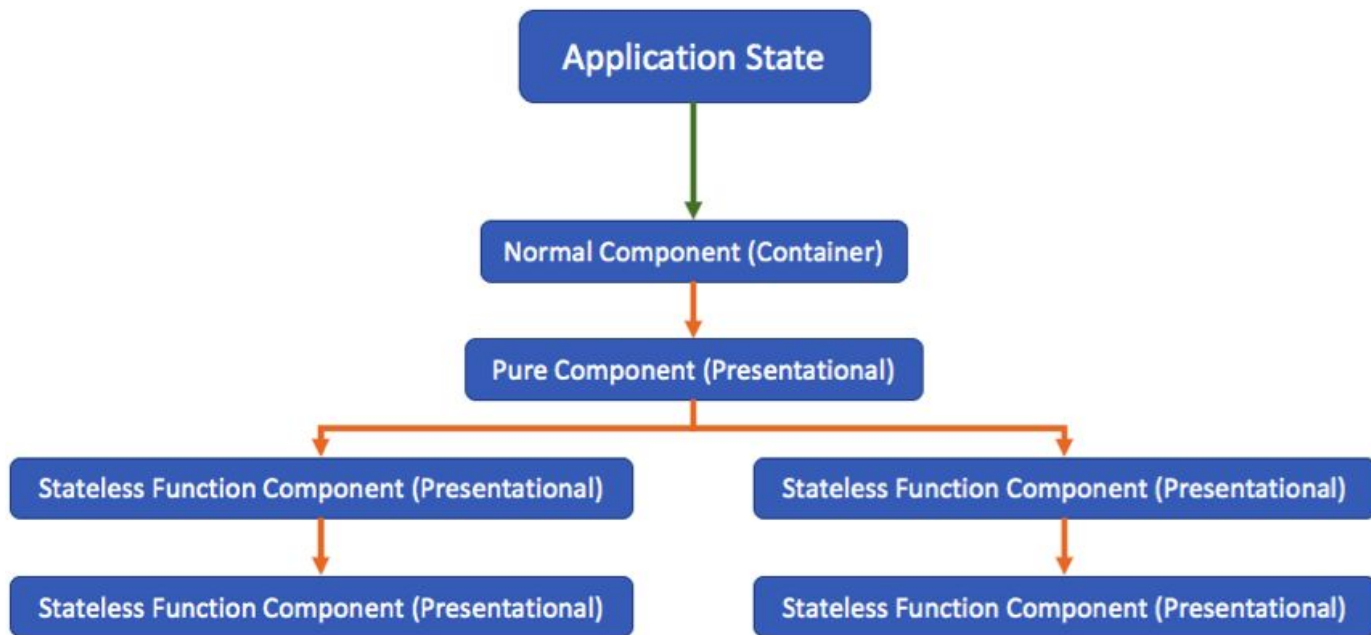 Application State
Normal Component (Container)
Pure Component (Presentational)
Stateless Function Component (Presentational)
Stateless Function Component (Presentational)
Stateless Function Component (Presentational)
Stateless Function Component (Presentational)